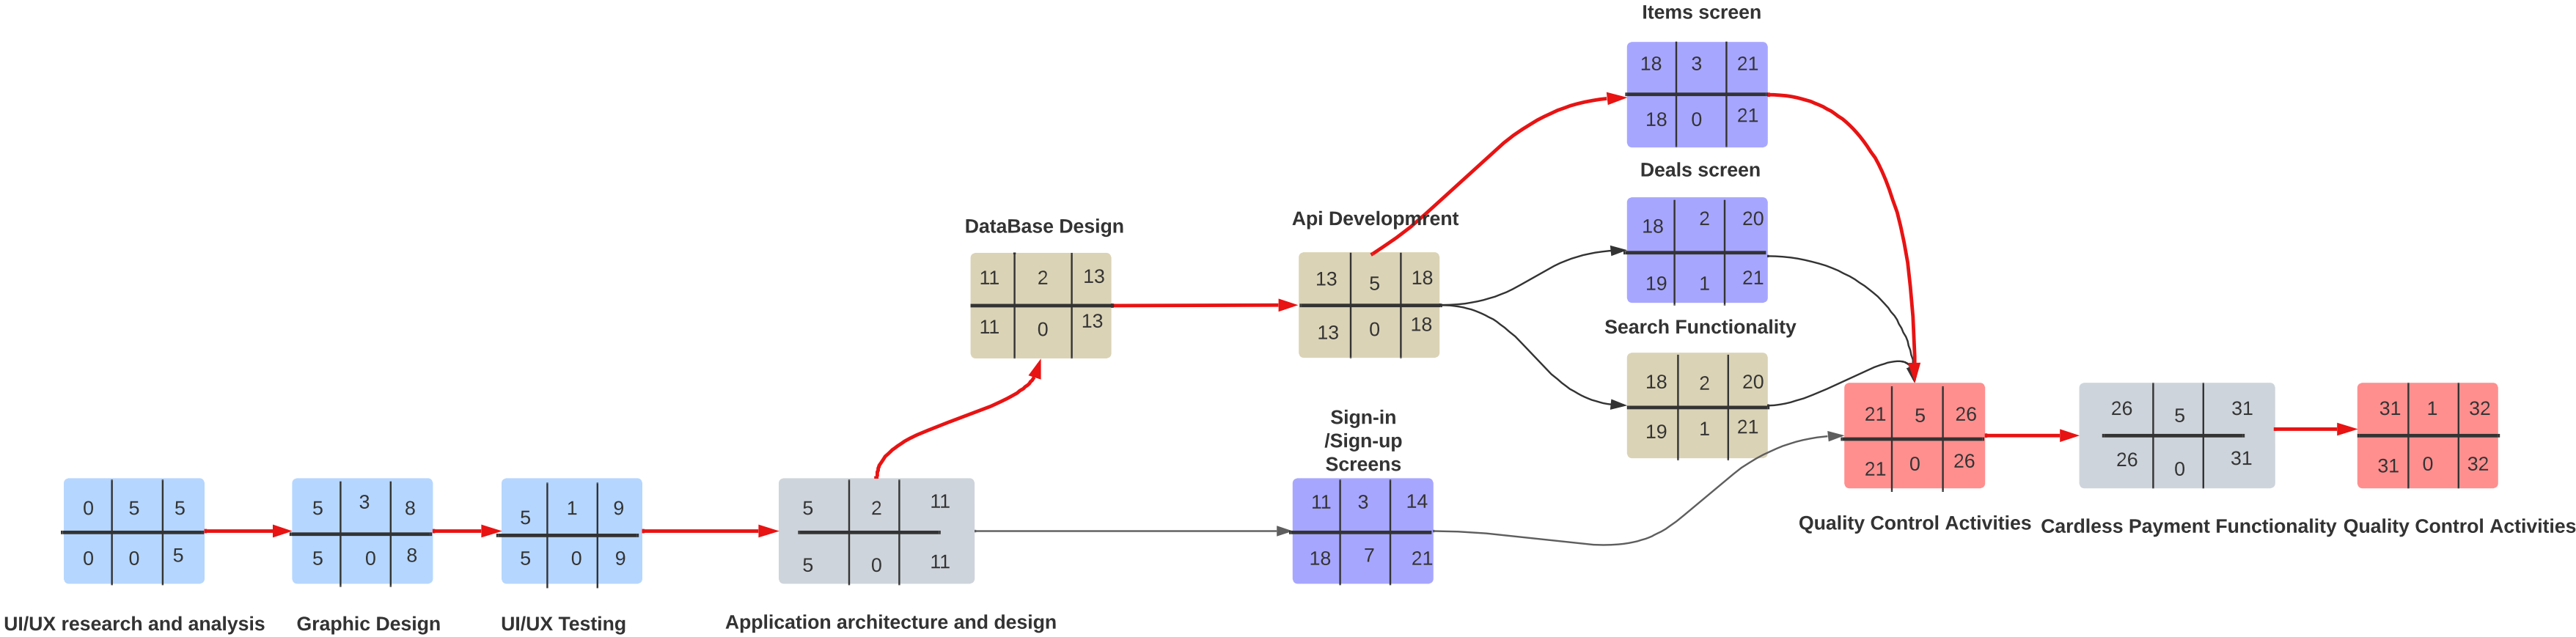 Items screen
18 3 21
18 0 21
Deals screen
18 2 20
19 1 21
DataBase Design
11 2 13
11 0 13
Api Developmrent
13 5 18
13 0 18
Search Functionality
18 2 20
19 1 21
Sign-in
/Sign-up
Screens
11 3 14
18 7 21
0 5 5
0 0 5
UI/UX research and analysis
5 3 8
5 0 8
Graphic Design
5 1 9
5 0 9
UI/UX Testing
5 2 11
5 0 11
Application architecture and design
21 5 26
21 0 26
Quality Control Activities
26 5 31
26 0 31
Cardless Payment Functionality
31 1 32
31 0 32
Quality Control Activities